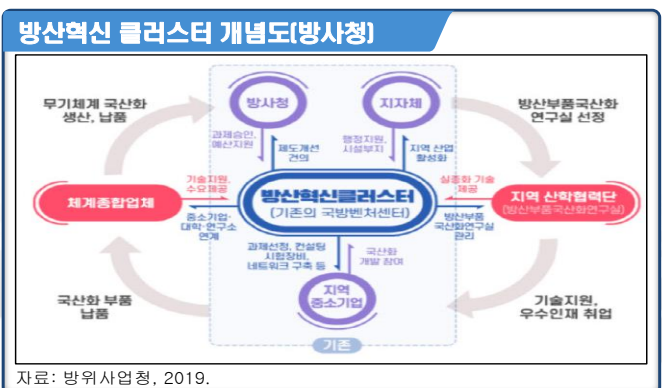 방산혁신 클러스터 개념도(방사청)
무기체계 국산화
생산, 납품
방사청
지자체
방산부품국산화
연구실 선정
과제승인,
예산지원
제도개선
건의
행정지원,
시설부지
지역 산업
활성화
체계종합업체
기술지원,
수요제공
중소기업·
대학·연구소
연계
방산혁신클러스터
(기존의 국방벤처센터)
실증화 기술
제공
방산부품
국산화연구실
관리
지역 산학협력단
(방산부품국산화연구실)
과제선정, 컨설팅
시험장비,
네트워크 구축 등
국산화
개발 참여
지역
중소기업
국산화 부품
납품
기술지원,
우수인재 취업
기존
자료: 방위사업청, 2019.